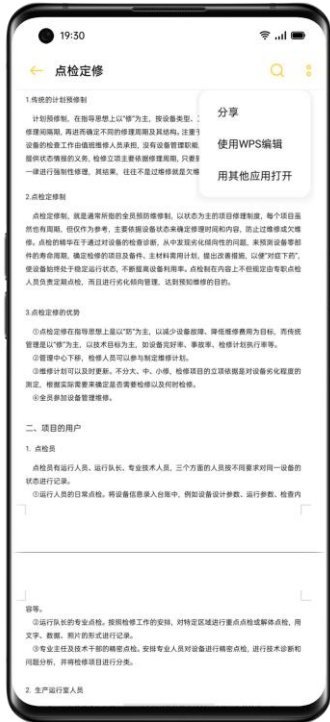 19:30
点检定修
分享
使用WPS编辑
用其他应用打开
1.传统的计划预修制
计划预修制，在指导思想上以“修”为主，按设备类型、
修理间隔期，再进而确定不同的修理周期及其结构。注重于
设备的检查工作由值班维修人员承担，没有设备管理职能，
提供状态情报的义务，检修立项主要依据修理周期，只要到
一律进行强制性修理，其结果，往往不是过维修就是欠维
2.点检定修制
点检定修制，就是通常所指的全员预防维修制，以状态为主的项目修理制度，每个项目虽
然也有周期，但仅作为参考，主要依据设备状态来确定修理时间和内容，防止过维修或欠维
修。点检的精华在于通过对设备的检查诊断，从中发现劣化倾向性的问题，来预测设备零部
件的寿命周期，确定检修的项目及备件、主材料需用计划，提出改善措施，以便“对症下药”，
使设备始终处于稳定运行状态，不断提高设备利用率。点检制在内容上不但规定由专职点检
人员负责定期点检，而且进行劣化倾向管理，达到预知维修的目的。
3.点检定修的优势
①点检定修在指导思想上是以“防”为主，以减少设备故障、降低维修费用为目标，而传统
管理是以“修”为主，以技术目标为主，如设备完好率、事故率、检修计划执行率等。
②管理中心下移，检修人员可以参与制定维修计划。
③维修计划可以及时更新。不分大、中、小修，检修项目的立项依据是对设备劣化程度的
测定，根据实际需要来确定是否需要检修以及何时检修。
④全员参加设备管理维修。
二、项目的用户
1. 点检员
点检员有运行人员、运行队长、专业技术人员，三个方面的人员按不同要求对同一设备的
状态进行记录。
①运行人员的日常点检。将设备信息录入台账中，例如设备设计参数、运行参数、检查内
容等。
②运行队长的专业点检。按照检修工作的安排，对特定区域进行重点点检或解体点检，用
文字、数据、照片的形式进行记录。
③专业主任及技术干部的精密点检。安排专业人员对设备进行精密点检，进行技术诊断和
问题分析，并将检修项目进行分类。
2. 生产运行室人员